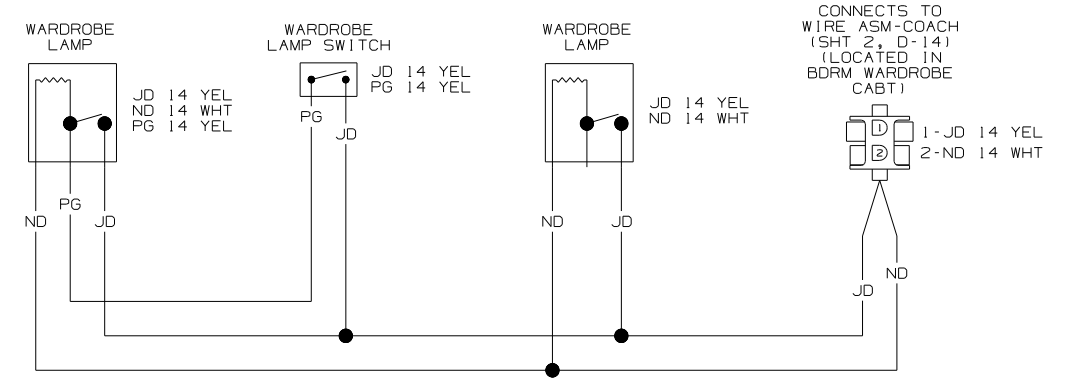 WARDROBE
LAMP
JD 14 YEL
ND 14 WHT
PG 14 YEL
ND
PG
JD
WARDROBE
LAMP SWITCH
JD 14 YEL
PG 14 YEL
PG
JD
WARDROBE
LAMP
JD 14 YEL
ND 14 WHT
ND
JD
CONNECTS TO
WIRE ASM-COACH
(SHT 2, D-14)
(LOCATED IN
BDRM WARDROBE
CABT)
1
2
1-JD 14 YEL
2-ND 14 WHT
JD
ND